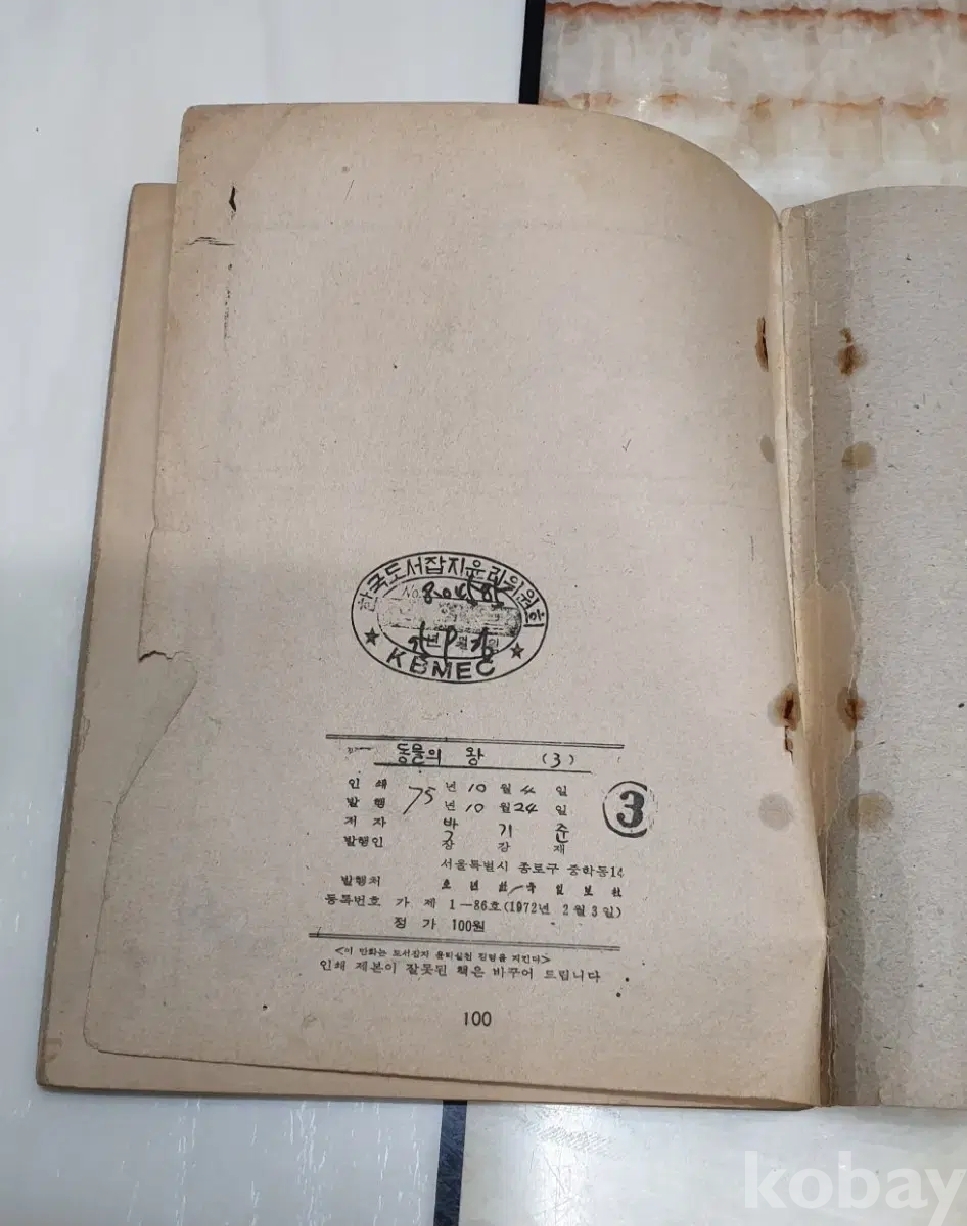 한국도서잡지윤리위원회
No. 8-04585
년 월 일
KBMEC
동물의 왕 (3)
인쇄 75년 10월 일
발행 년 10월 24일
3
저자 박기준
발행인 장강재
서울특별시 종로구 중학동14
발행처 소년한국일보사
등록번호 가 제 1—86호(1972년 2월 3일)
정가 100원
<이 만화는 도서잡지 윤리실천 강령을 지킨다>
인쇄 제본이 잘못된 책은 바꾸어 드립니다
100
kobay